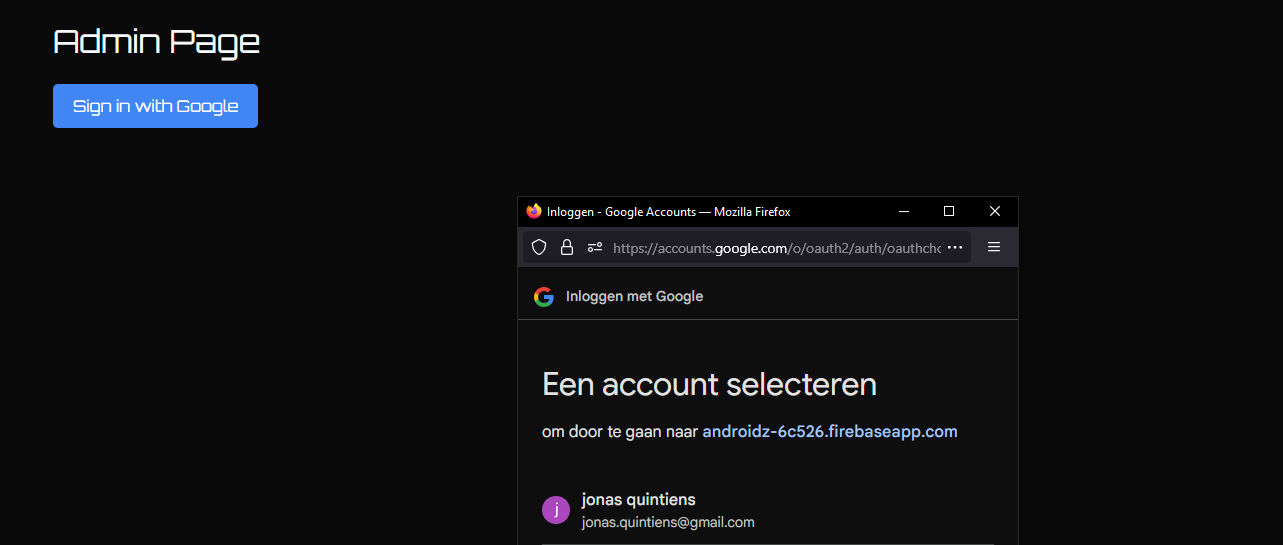 Admin Page
Sign in with Google
Inloggen - Google Accounts — Mozilla Firefox
https://accounts.google.com/o/oauth2/auth/oauthchc
Inloggen met Google
Een account selecteren
om door te gaan naar androidz-6c526.firebaseapp.com
j
jonas quintiens
jonas.quintiens@gmail.com